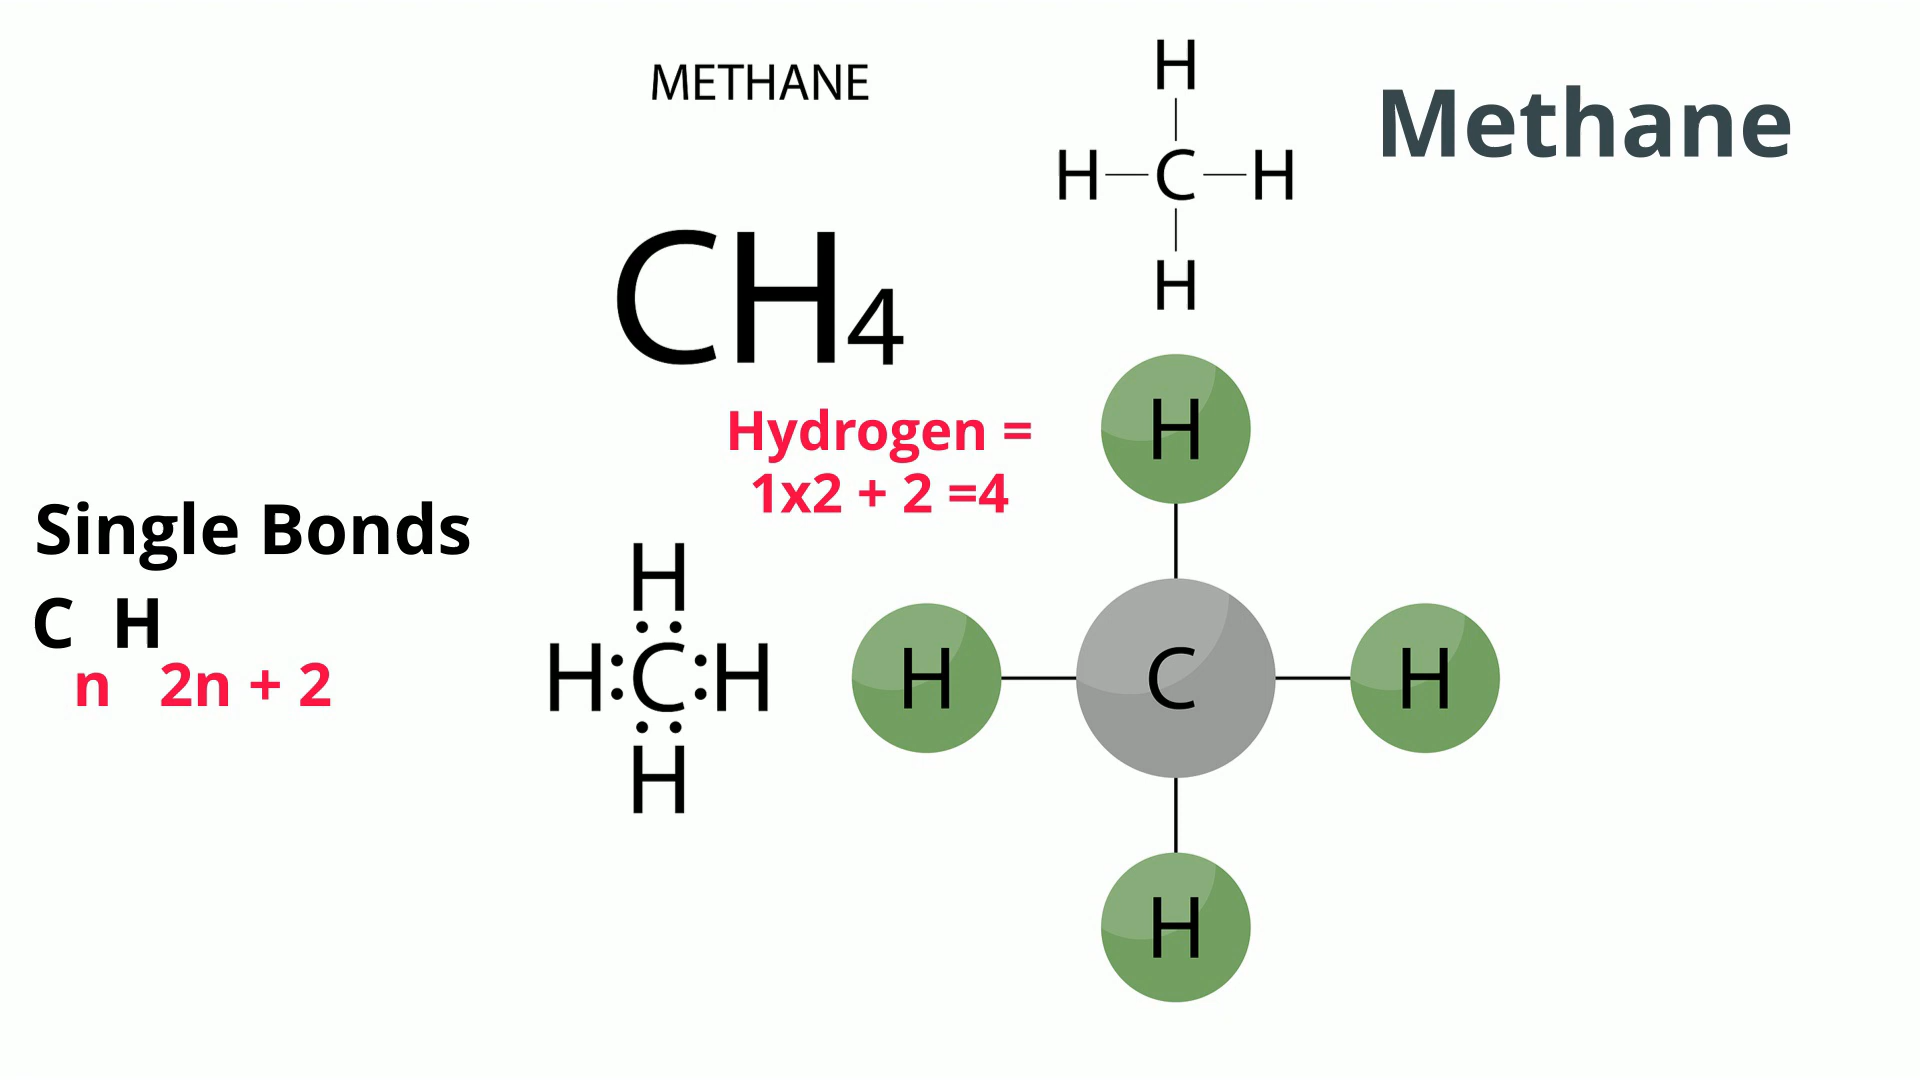 METHANE
Methane
H
H—C—H
H
CH4
Hydrogen =
1x2 + 2 =4
Single Bonds
C H
n 2n + 2
H
H:C:H
H
H
H C H
H